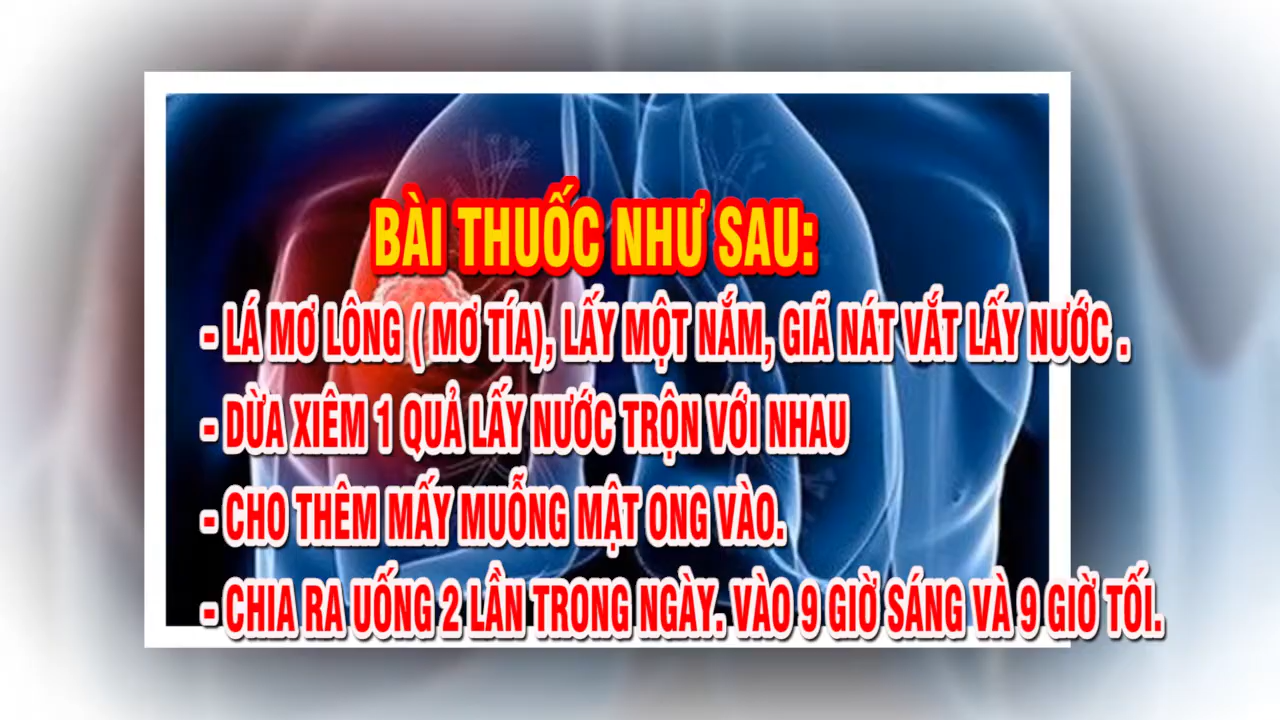 BÀI THUỐC NHƯ SAU:
- LÁ MƠ LÔNG ( MƠ TÍA), LẤY MỘT NẮM, GIÃ NÁT VẮT LẤY NƯỚC .
- DỪA XIÊM 1 QUẢ LẤY NƯỚC TRỘN VỚI NHAU
- CHO THÊM MẤY MUỖNG MẬT ONG VÀO.
- CHIA RA UỐNG 2 LẦN TRONG NGÀY. VÀO 9 GIỜ SÁNG VÀ 9 GIỜ TỐI.